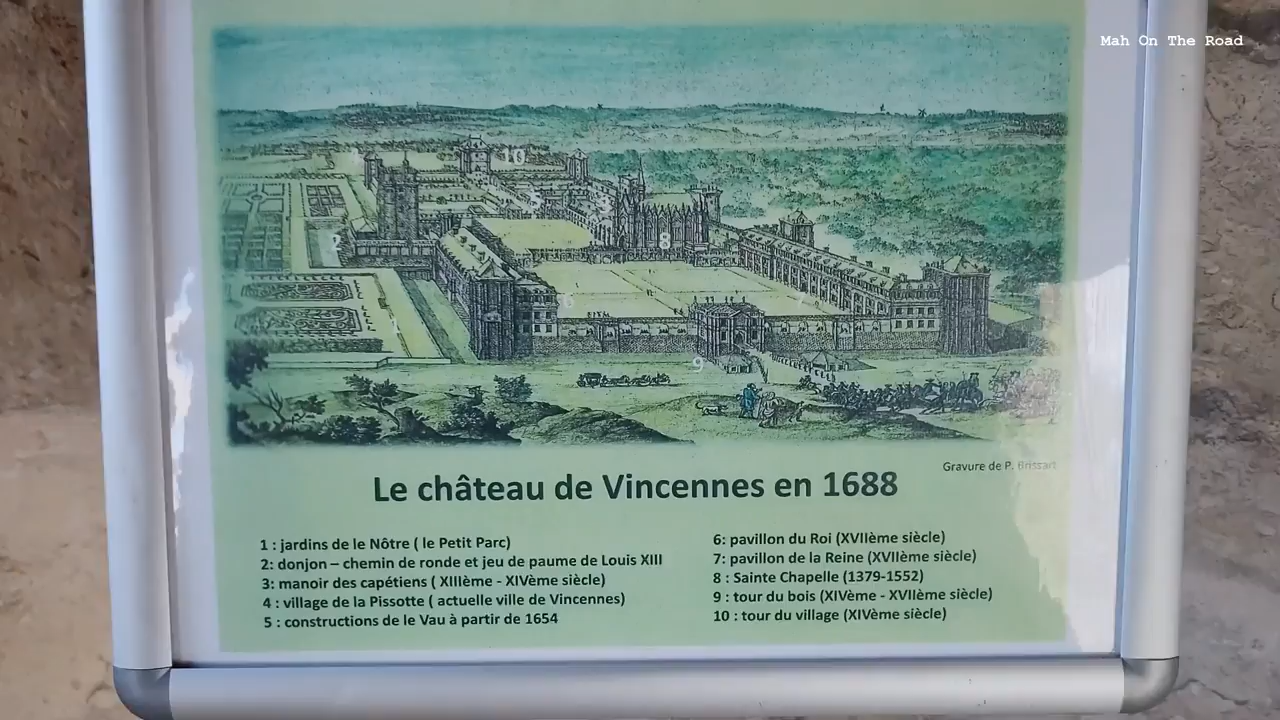 Mah On The Road
10
8
9
Gravure de P. Brissart
Le château de Vincennes en 1688
1 : jardins de le Nôtre ( le Petit Parc)
2: donjon – chemin de ronde et jeu de paume de Louis XIII
3: manoir des capétiens ( XIIIème - XIVème siècle)
4 : village de la Pissotte ( actuelle ville de Vincennes)
5 : constructions de le Vau à partir de 1654
6: pavillon du Roi (XVIIème siècle)
7: pavillon de la Reine (XVIIème siècle)
8 : Sainte Chapelle (1379-1552)
9 : tour du bois (XIVème - XVIIème siècle)
10 : tour du village (XIVème siècle)